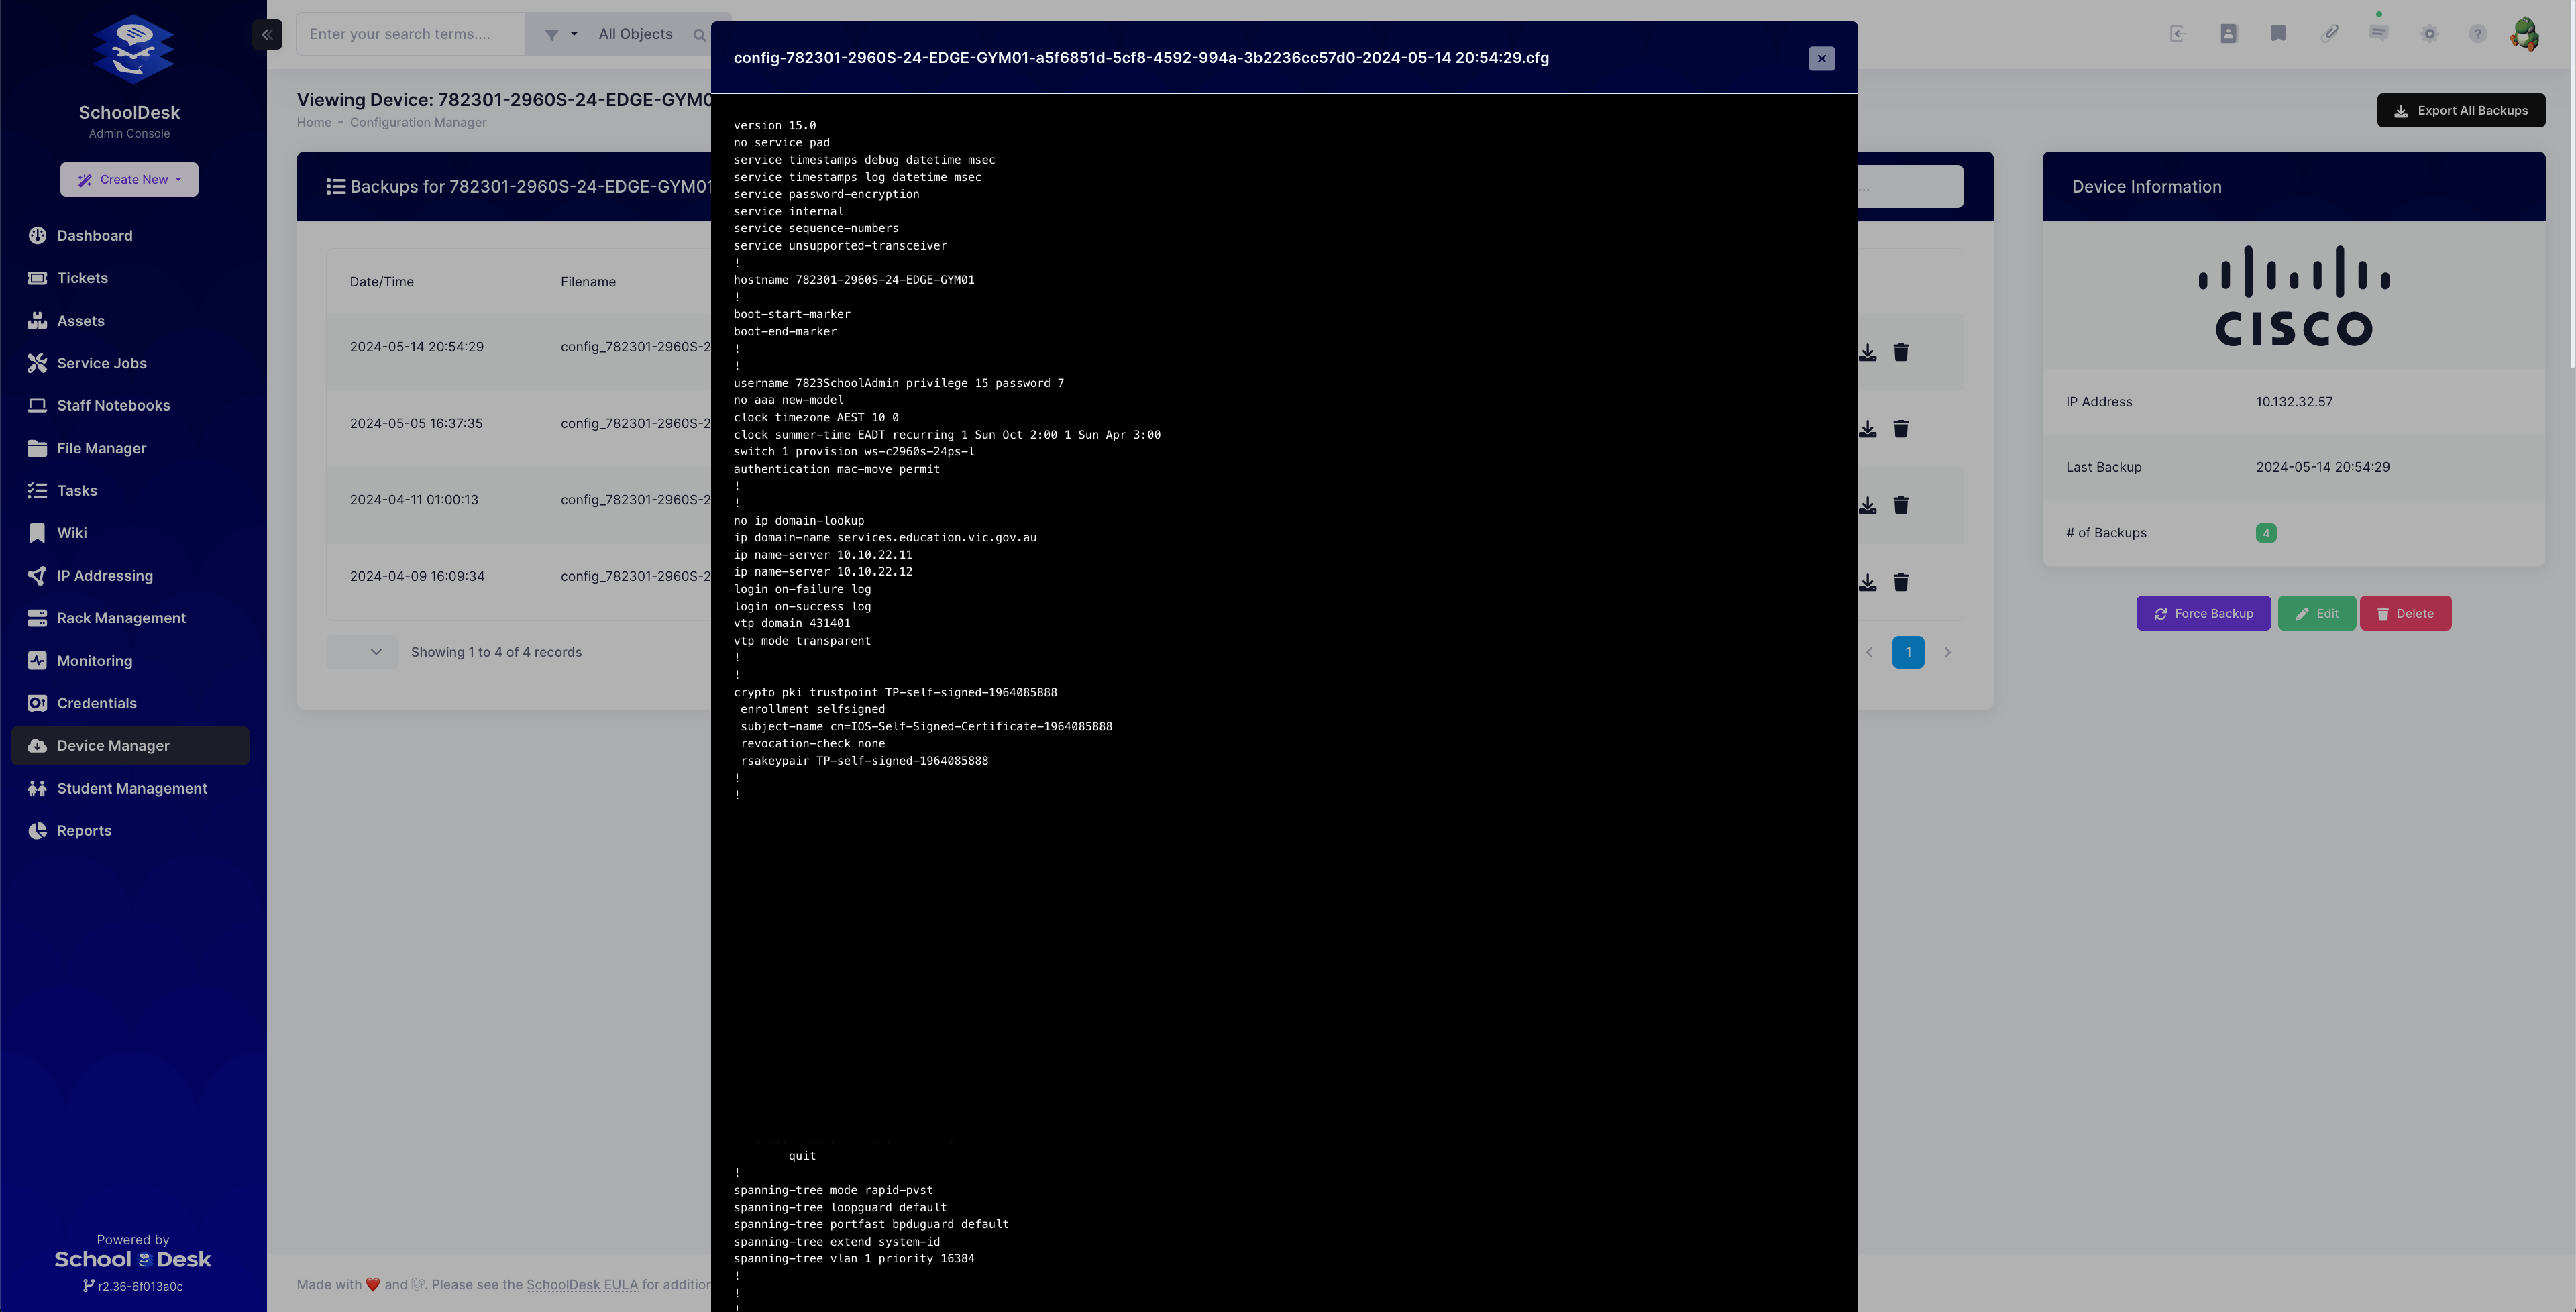 SchoolDesk
Admin Console
Create New
Dashboard
Tickets
Assets
Service Jobs
Staff Notebooks
File Manager
Tasks
Wiki
IP Addressing
Rack Management
Monitoring
Credentials
Device Manager
Student Management
Reports
Powered by
School Desk
r2.36-6f013a0c
Enter your search terms....
All Objects
Viewing Device: 782301-2960S-24-EDGE-GYM0
Home - Configuration Manager
Export All Backups
Backups for 782301-2960S-24-EDGE-GYM01
...
Date/Time Filename
2024-05-14 20:54:29 config_782301-2960S-2
2024-05-05 16:37:35 config_782301-2960S-2
2024-04-11 01:00:13 config_782301-2960S-2
2024-04-09 16:09:34 config_782301-2960S-2
Showing 1 to 4 of 4 records
1
config-782301-2960S-24-EDGE-GYM01-a5f6851d-5cf8-4592-994a-3b2236cc57d0-2024-05-14 20:54:29.cfg
version 15.0
no service pad
service timestamps debug datetime msec
service timestamps log datetime msec
service password-encryption
service internal
service sequence-numbers
service unsupported-transceiver
!
hostname 782301-2960S-24-EDGE-GYM01
!
boot-start-marker
boot-end-marker
!
!
username 7823SchoolAdmin privilege 15 password 7
no aaa new-model
clock timezone AEST 10 0
clock summer-time EADT recurring 1 Sun Oct 2:00 1 Sun Apr 3:00
switch 1 provision ws-c2960s-24ps-l
authentication mac-move permit
!
!
no ip domain-lookup
ip domain-name services.education.vic.gov.au
ip name-server 10.10.22.11
ip name-server 10.10.22.12
login on-failure log
login on-success log
vtp domain 431401
vtp mode transparent
!
!
crypto pki trustpoint TP-self-signed-1964085888
enrollment selfsigned
subject-name cn=IOS-Self-Signed-Certificate-1964085888
revocation-check none
rsakeypair TP-self-signed-1964085888
!
!
quit
!
spanning-tree mode rapid-pvst
spanning-tree loopguard default
spanning-tree portfast bpduguard default
spanning-tree extend system-id
spanning-tree vlan 1 priority 16384
!
!
!
Device Information
CISCO
IP Address 10.132.32.57
Last Backup 2024-05-14 20:54:29
# of Backups 4
Force Backup
Edit
Delete
Made with ❤️ and . Please see the SchoolDesk EULA for addition